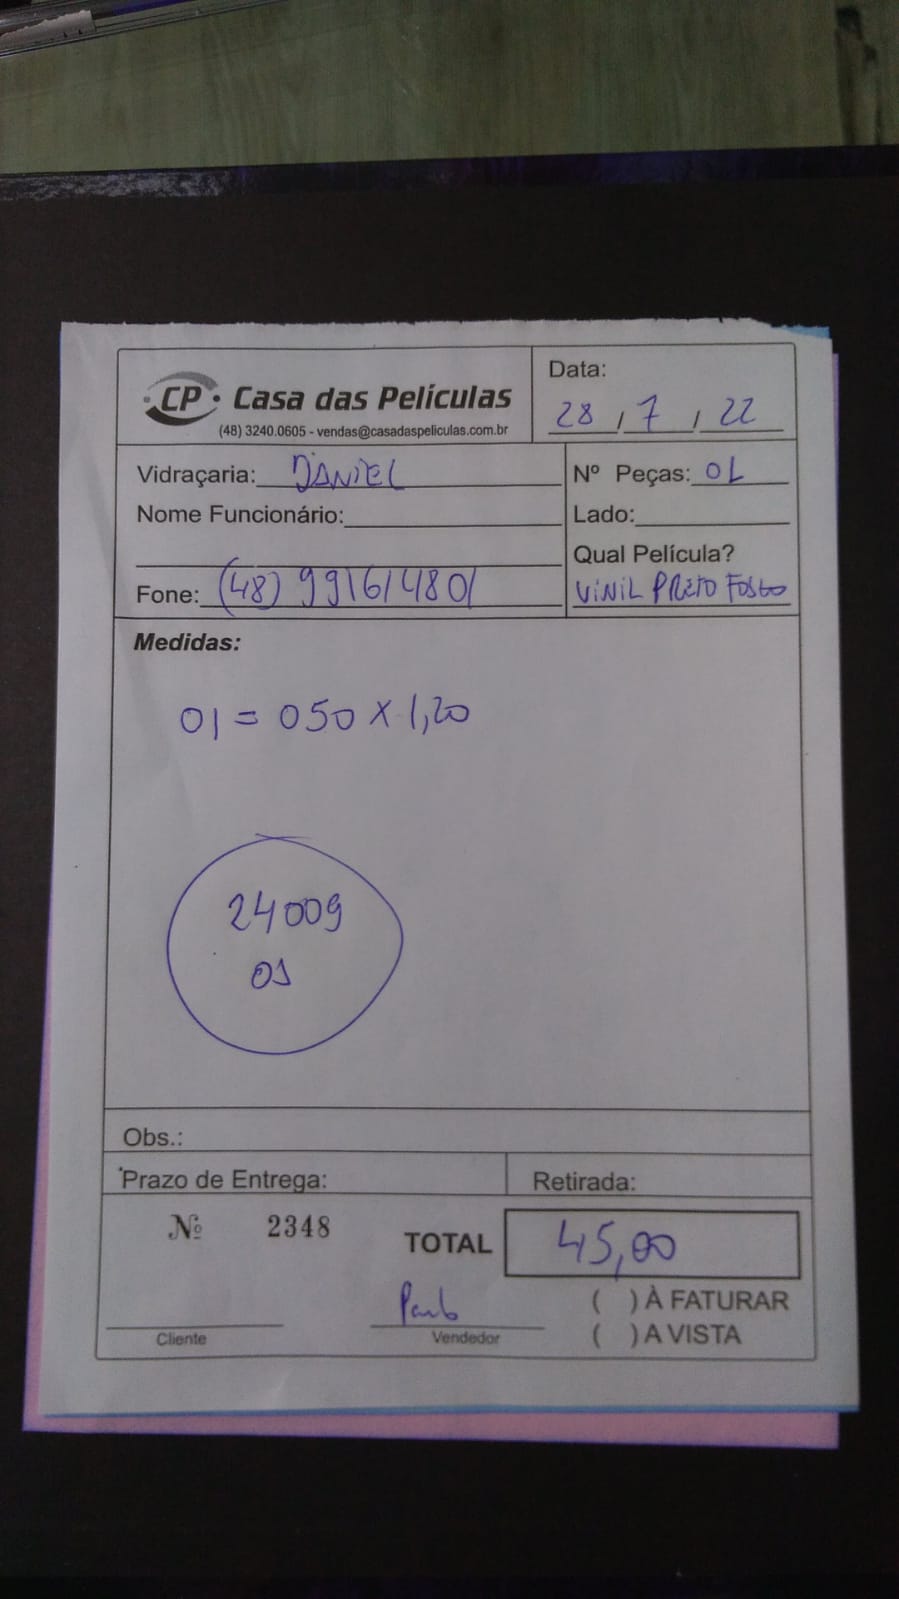 CP Casa das Películas
(48) 3240.0605 - vendas@casadaspeliculas.com.br
Data:
28 / 7 / 22
Vidraçaria: DANIEL
Nº Peças: 01
Nome Funcionário:
Lado:
Qual Película?
Fone: (48) 991614801
VINIL PRETO FOSCO
Medidas:
01 = 050 x 1,20
24009
01
Obs.:
*Prazo de Entrega:
Retirada:
Nº 2348
TOTAL 45,00
Paulo
( ) À FATURAR
Cliente
Vendedor
( ) A VISTA